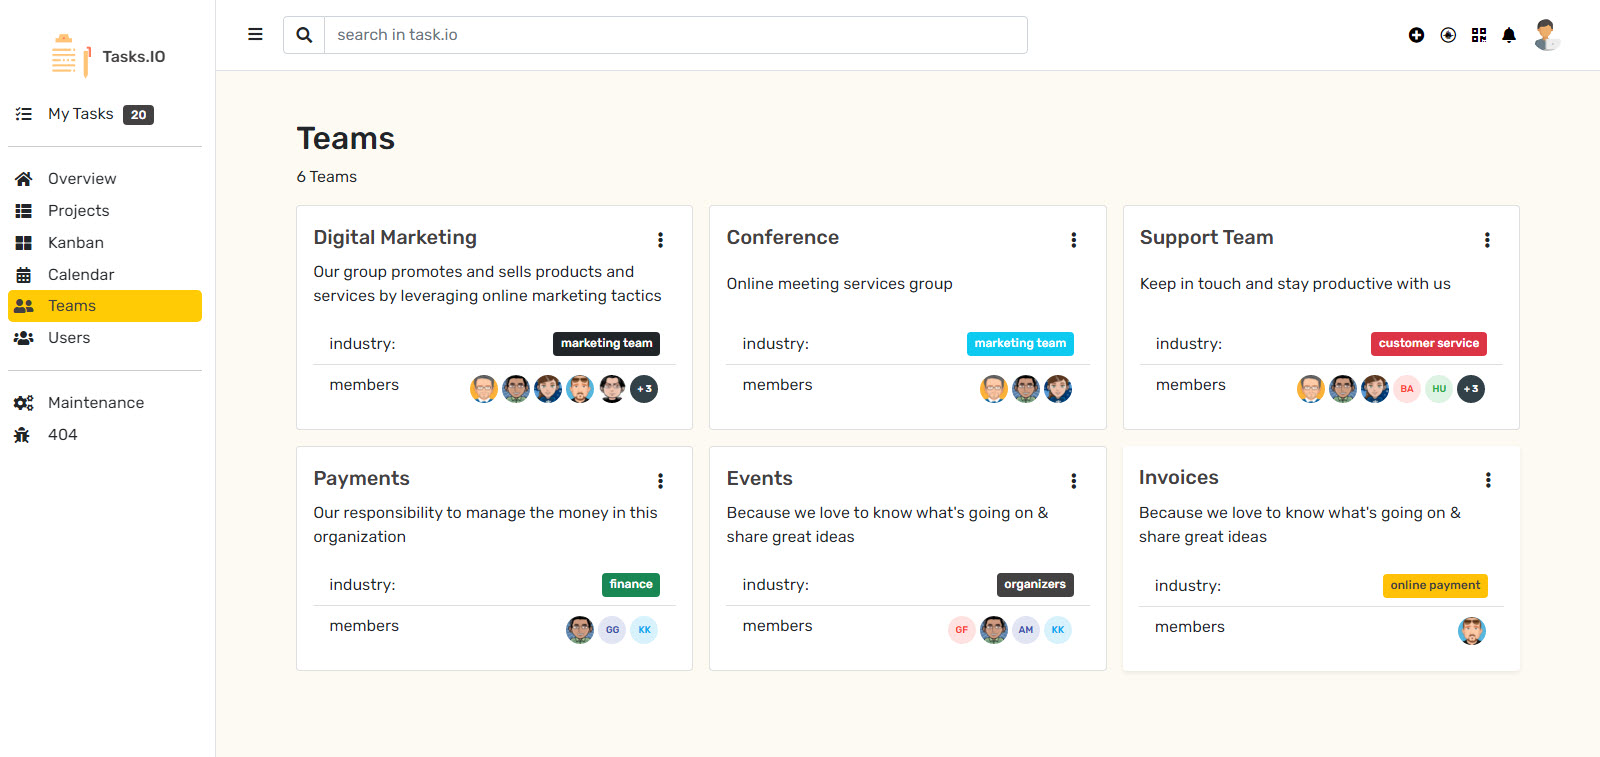 Tasks.IO
search in task.io
My Tasks 20
Overview
Projects
Kanban
Calendar
Teams
Users
Maintenance
404
Teams
6 Teams
Digital Marketing
Our group promotes and sells products and
services by leveraging online marketing tactics
industry: marketing team
members +3
Conference
Online meeting services group
industry: marketing team
members
Support Team
Keep in touch and stay productive with us
industry: customer service
members BA HU +3
Payments
Our responsibility to manage the money in this
organization
industry: finance
members GG KK
Events
Because we love to know what's going on &
share great ideas
industry: organizers
members GF AM KK
Invoices
Because we love to know what's going on &
share great ideas
industry: online payment
members